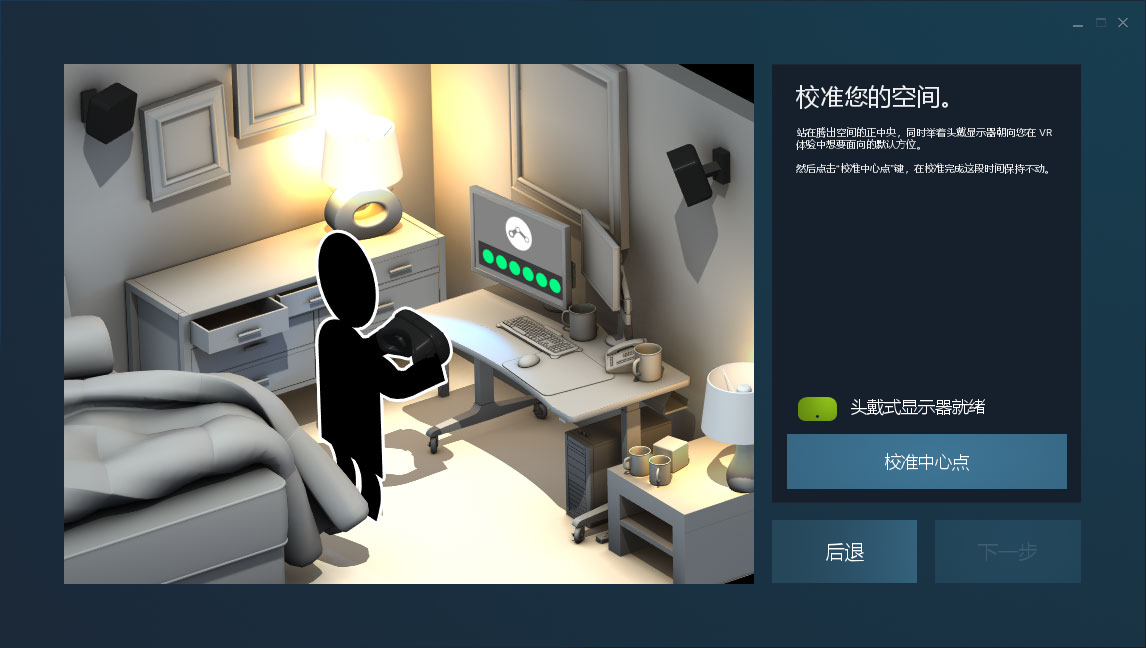 校准您的空间。
站在腾出空间的正中央，同时举着头戴显示器朝向您在 VR
体验中想要面向的默认方位。
然后点击“校准中心点”键，在校准完成这段时间保持不动。
头戴式显示器就绪
校准中心点
后退
下一步